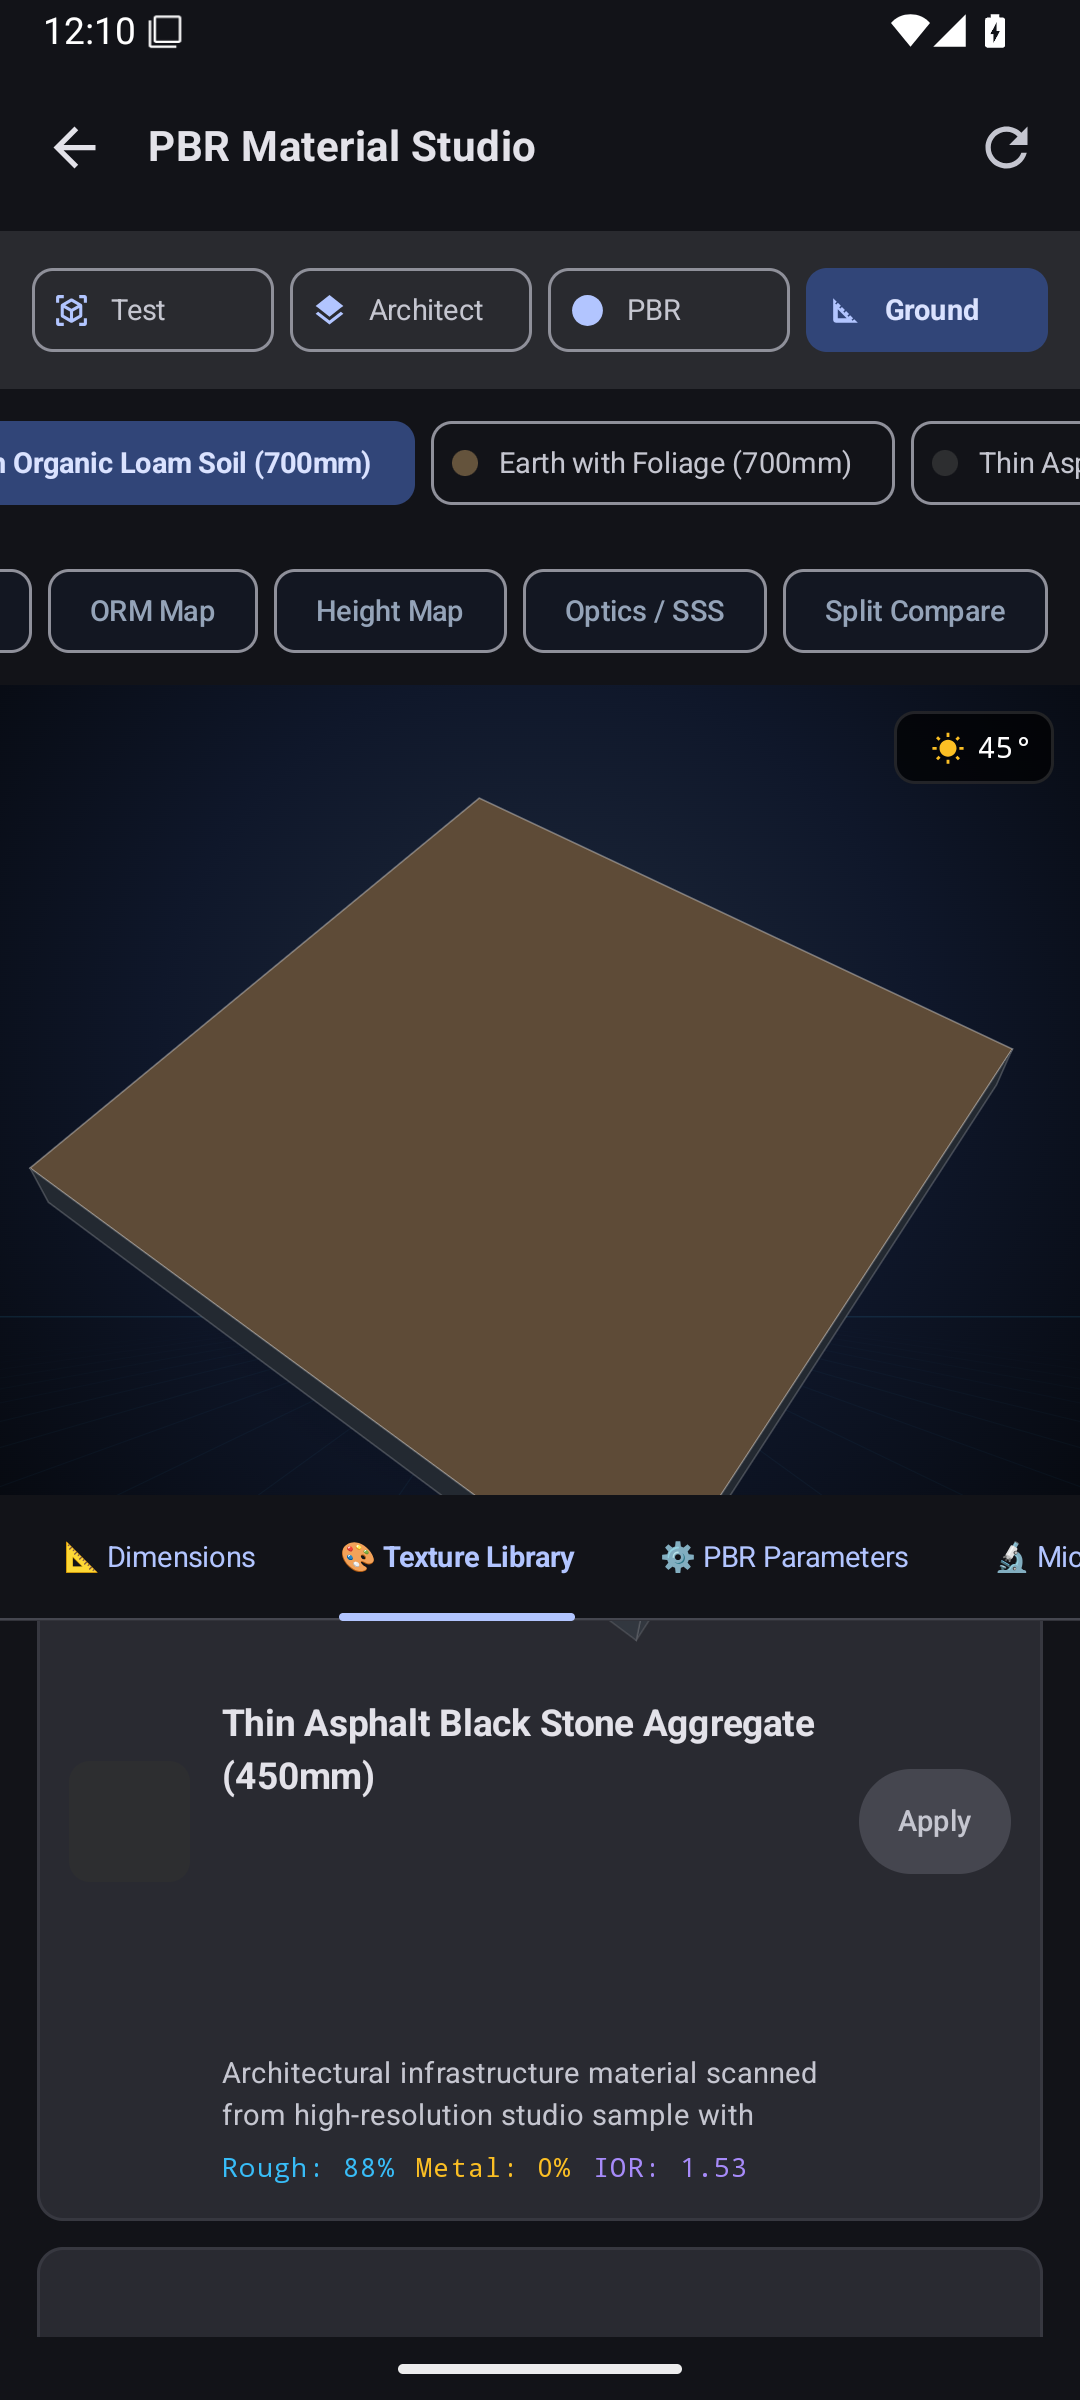 12:10
PBR Material Studio
Test
Architect
PBR
Ground
Organic Loam Soil (700mm)
Earth with Foliage (700mm)
Thin
ORM Map
Height Map
Optics / SSS
Split Compare
45°
Dimensions
Texture Library
PBR Parameters
Thin Asphalt Black Stone Aggregate
(450mm)
Apply
Architectural infrastructure material scanned
from high-resolution studio sample with
Rough: 88% Metal: 0% IOR: 1.53